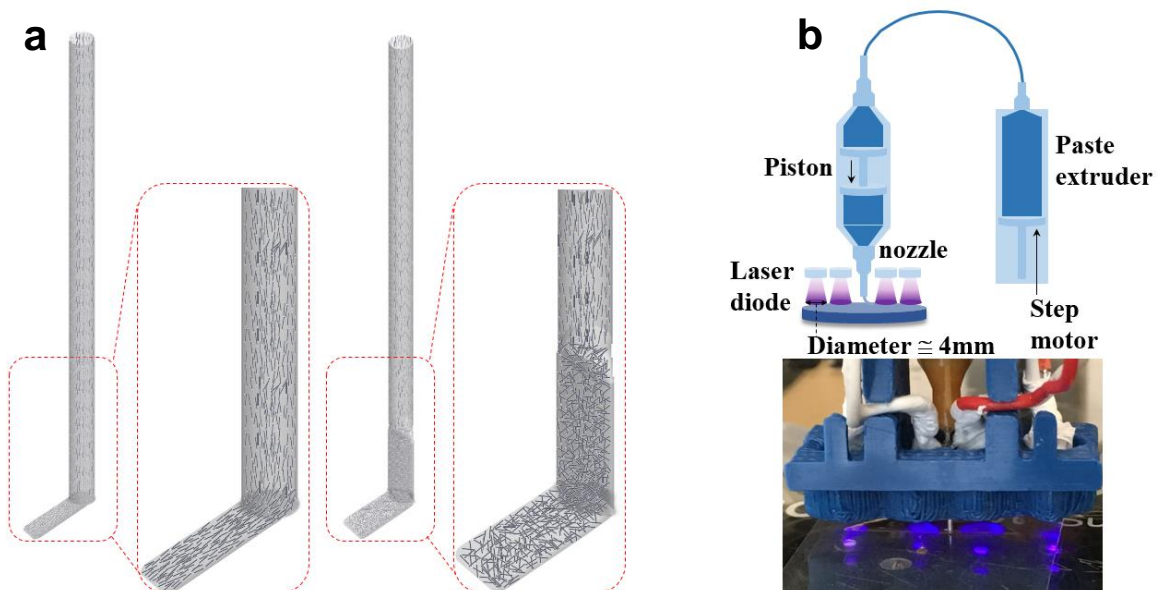 a
b
Piston
Paste
extruder
nozzle
Laser
diode
Step
motor
Diameter ≅ 4mm